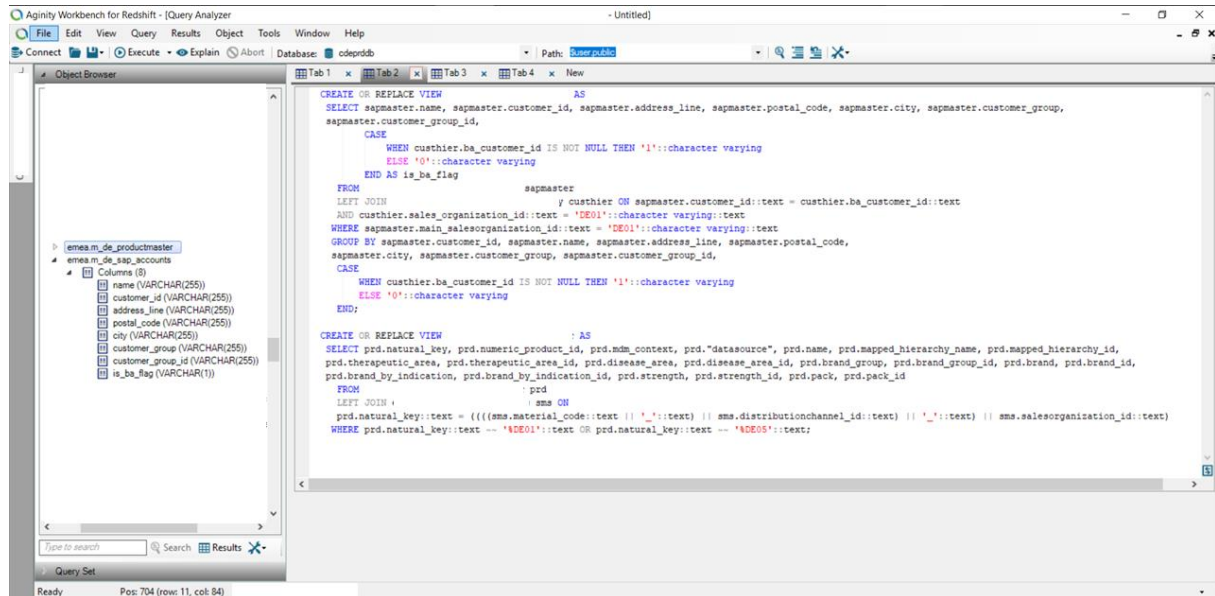 Aginity Workbench for Redshift - [Query Analyzer - Untitled]
File Edit View Query Results Object Tools Window Help
Connect Execute Explain Abort Database: cdeprddb Path: $user,public
Object Browser
Tab 1 x Tab 2 x Tab 3 x Tab 4 x New
emea.m_de_productmaster
emea.m_de_sap_accounts
Columns (8)
name (VARCHAR(255))
customer_id (VARCHAR(255))
address_line (VARCHAR(255))
postal_code (VARCHAR(255))
city (VARCHAR(255))
customer_group (VARCHAR(255))
customer_group_id (VARCHAR(255))
is_ba_flag (VARCHAR(1))
Type to search Search Results
Query Set
CREATE OR REPLACE VIEW AS
SELECT sapmaster.name, sapmaster.customer_id, sapmaster.address_line, sapmaster.postal_code, sapmaster.city, sapmaster.customer_group,
sapmaster.customer_group_id,
CASE
WHEN custhier.ba_customer_id IS NOT NULL THEN '1'::character varying
ELSE '0'::character varying
END AS is_ba_flag
FROM sapmaster
LEFT JOIN y custhier ON sapmaster.customer_id::text = custhier.ba_customer_id::text
AND custhier.sales_organization_id::text = 'DE01'::character varying::text
WHERE sapmaster.main_salesorganization_id::text = 'DE01'::character varying::text
GROUP BY sapmaster.customer_id, sapmaster.name, sapmaster.address_line, sapmaster.postal_code,
sapmaster.city, sapmaster.customer_group, sapmaster.customer_group_id,
CASE
WHEN custhier.ba_customer_id IS NOT NULL THEN '1'::character varying
ELSE '0'::character varying
END;
CREATE OR REPLACE VIEW : AS
SELECT prd.natural_key, prd.numeric_product_id, prd.mdm_context, prd."datasource", prd.name, prd.mapped_hierarchy_name, prd.mapped_hierarchy_id,
prd.therapeutic_area, prd.therapeutic_area_id, prd.disease_area, prd.disease_area_id, prd.brand_group, prd.brand_group_id, prd.brand, prd.brand_id,
prd.brand_by_indication, prd.brand_by_indication_id, prd.strength, prd.strength_id, prd.pack, prd.pack_id
FROM prd
LEFT JOIN sms ON
prd.natural_key::text = ((((sms.material_code::text || '_'::text) || sms.distributionchannel_id::text) || '_'::text) || sms.salesorganization_id::text)
WHERE prd.natural_key::text ~~ '%DE01'::text OR prd.natural_key::text ~~ '%DE05'::text;
Ready Pos: 704 (row: 11, col: 84)